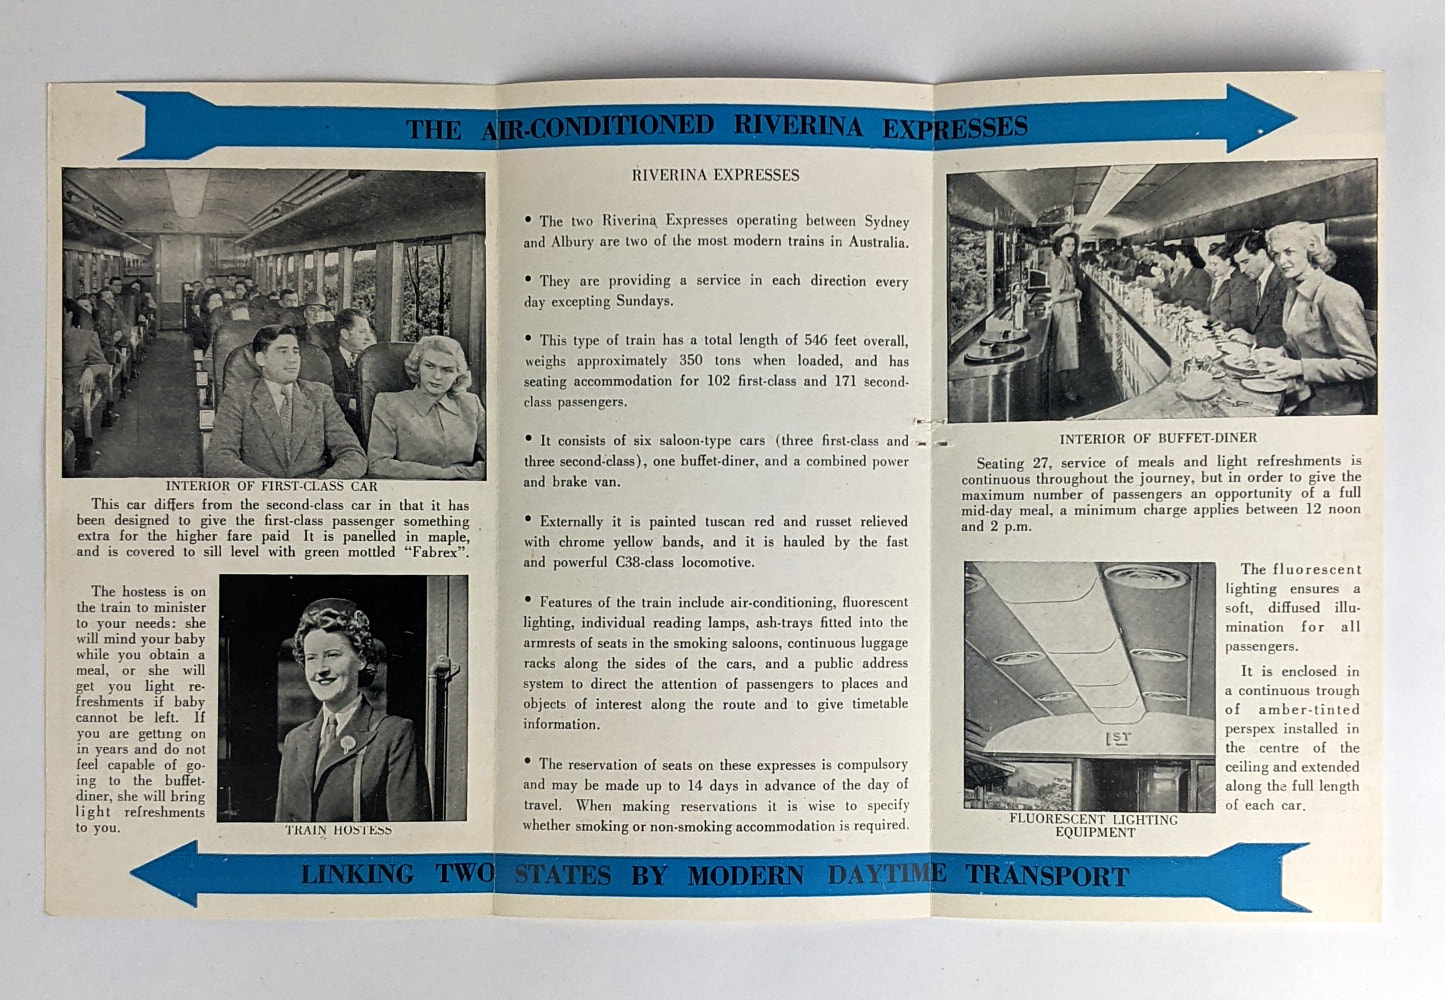 THE AIR-CONDITIONED RIVERINA EXPRESSES
INTERIOR OF FIRST-CLASS CAR
This car differs from the second-class car in that it has
been designed to give the first-class passenger something
extra for the higher fare paid It is panelled in maple,
and is covered to sill level with green mottled "Fabrex".
The hostess is on
the train to minister
to your needs: she
will mind your baby
while you obtain a
meal, or she will
get you light re-
freshments if baby
cannot be left. If
you are getting on
in years and do not
feel capable of go-
ing to the buffet-
diner, she will bring
light refreshments
to you.
TRAIN HOSTESS
RIVERINA EXPRESSES
• The two Riverina Expresses operating between Sydney
and Albury are two of the most modern trains in Australia.
• They are providing a service in each direction every
day excepting Sundays.
• This type of train has a total length of 546 feet overall,
weighs approximately 350 tons when loaded, and has
seating accommodation for 102 first-class and 171 second-
class passengers.
• It consists of six saloon-type cars (three first-class and
three second-class), one buffet-diner, and a combined power
and brake van.
• Externally it is painted tuscan red and russet relieved
with chrome yellow bands, and it is hauled by the fast
and powerful C38-class locomotive.
• Features of the train include air-conditioning, fluorescent
lighting, individual reading lamps, ash-trays fitted into the
armrests of seats in the smoking saloons, continuous luggage
racks along the sides of the cars, and a public address
system to direct the attention of passengers to places and
objects of interest along the route and to give timetable
information.
• The reservation of seats on these expresses is compulsory
and may be made up to 14 days in advance of the day of
travel. When making reservations it is wise to specify
whether smoking or non-smoking accommodation is required.
INTERIOR OF BUFFET-DINER
Seating 27, service of meals and light refreshments is
continuous throughout the journey, but in order to give the
maximum number of passengers an opportunity of a full
mid-day meal, a minimum charge applies between 12 noon
and 2 p.m.
1ST
FLUORESCENT LIGHTING
EQUIPMENT
The fluorescent
lighting ensures a
soft, diffused illu-
mination for all
passengers.
It is enclosed in
a continuous trough
of amber-tinted
perspex installed in
the centre of the
ceiling and extended
along the full length
of each car.
LINKING TWO STATES BY MODERN DAYTIME TRANSPORT